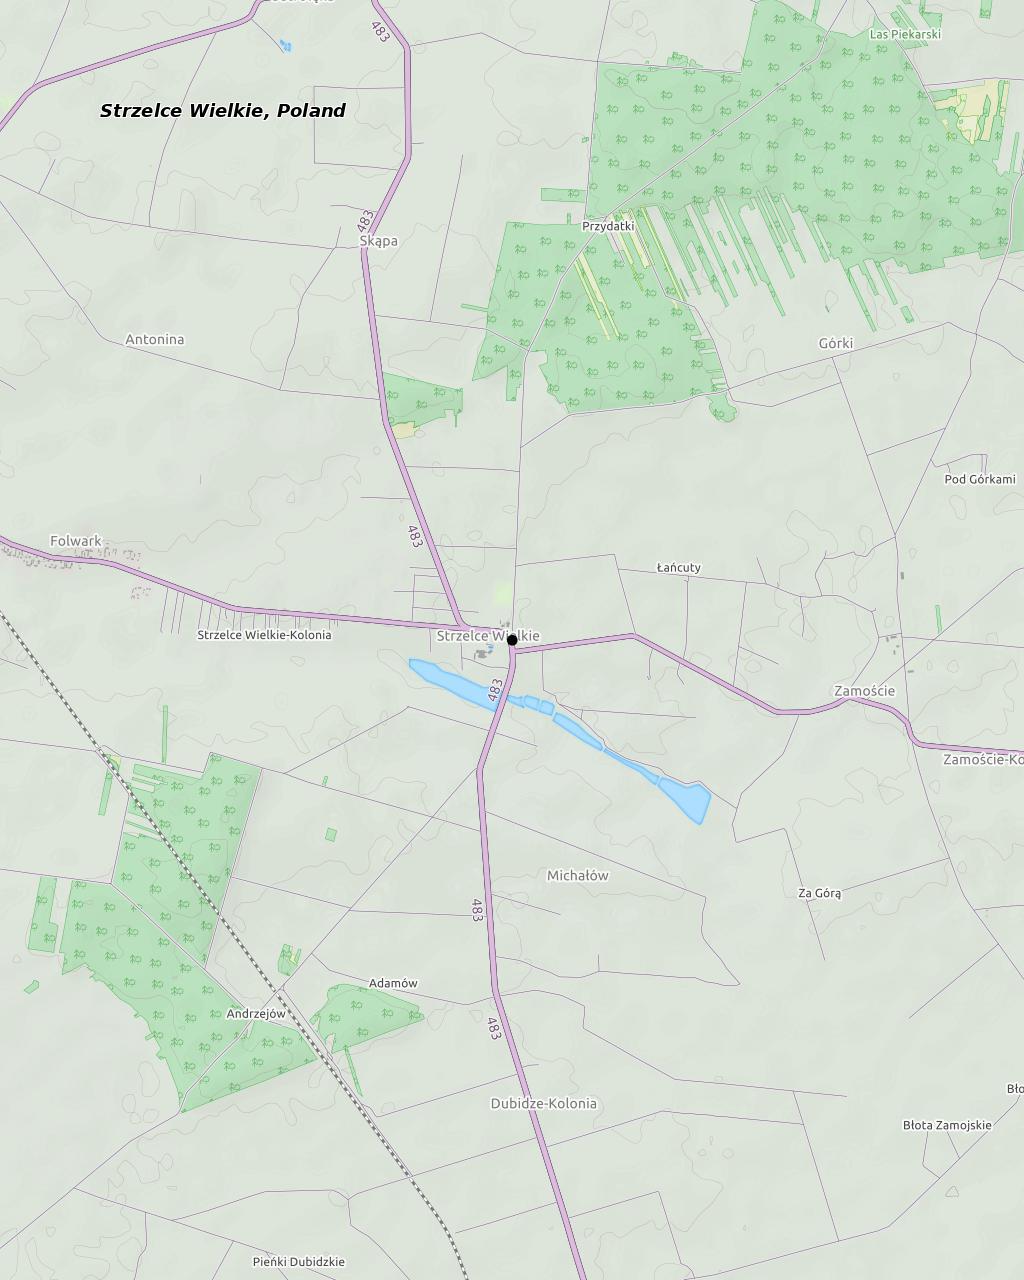 483
Las Piekarski
Strzelce Wielkie, Poland
483
Przydatki
Skąpa
Antonina
Górki
Pod Górkami
483
Folwark
Łańcuty
Strzelce Wielkie-Kolonia
Strzelce Wielkie
483
Zamoście
Zamoście-Ko
Michałów
Za Górą
483
Adamów
Andrzejów
483
Bło
Dubidze-Kolonia
Błota Zamojskie
Pieńki Dubidzkie